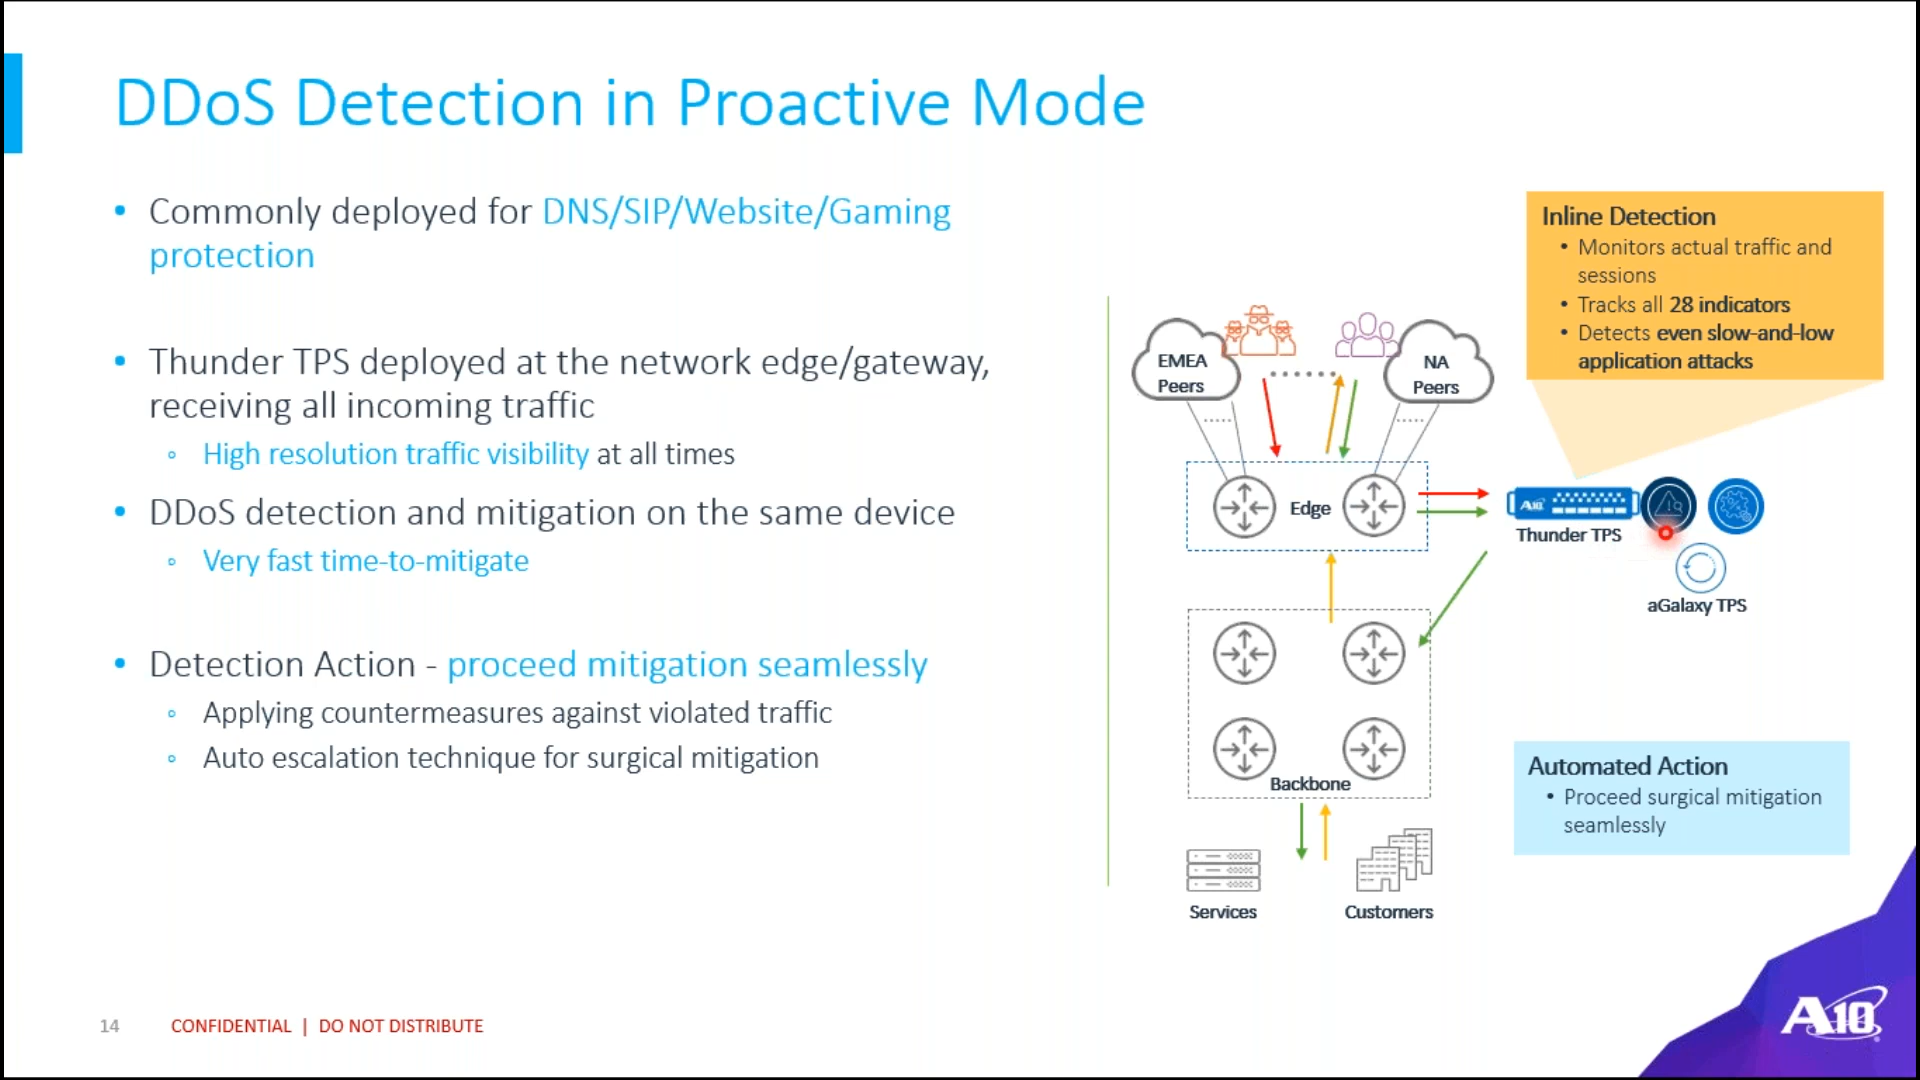 DDoS Detection in Proactive Mode
• Commonly deployed for DNS/SIP/Website/Gaming
protection
• Thunder TPS deployed at the network edge/gateway,
receiving all incoming traffic
◦ High resolution traffic visibility at all times
• DDoS detection and mitigation on the same device
◦ Very fast time-to-mitigate
• Detection Action - proceed mitigation seamlessly
◦ Applying countermeasures against violated traffic
◦ Auto escalation technique for surgical mitigation
Inline Detection
• Monitors actual traffic and
sessions
• Tracks all 28 indicators
• Detects even slow-and-low
application attacks
EMEA
Peers
NA
Peers
Edge
A10
Thunder TPS
aGalaxy TPS
Backbone
Services
Customers
Automated Action
• Proceed surgical mitigation
seamlessly
14
CONFIDENTIAL | DO NOT DISTRIBUTE
A10